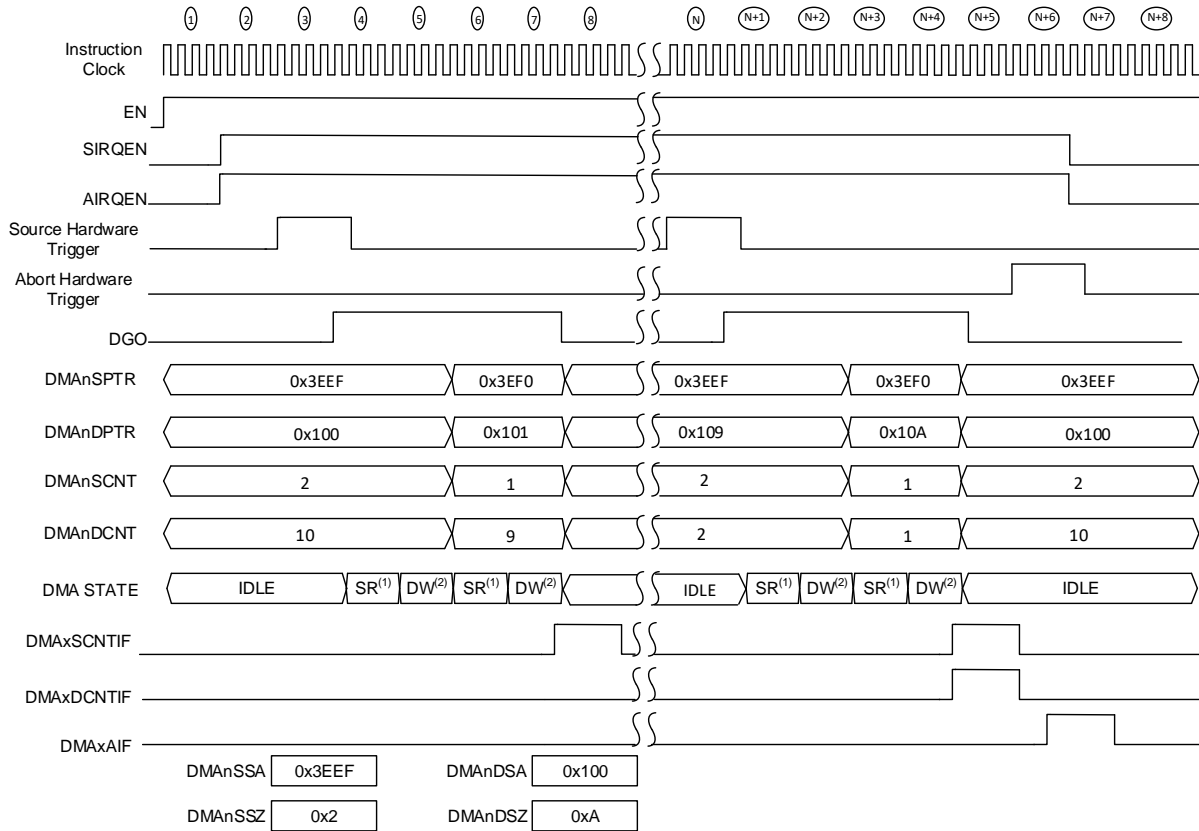 1 2 3 4 5 6 7 8 N N+1 N+2 N+3 N+4 N+5 N+6 N+7 N+8
Instruction
Clock
EN
SIRQEN
AIRQEN
Source Hardware
Trigger
Abort Hardware
Trigger
DGO
DMAnSPTR 0x3EEF 0x3EF0 0x3EEF 0x3EF0 0x3EEF
DMAnDPTR 0x100 0x101 0x109 0x10A 0x100
DMAnSCNT 2 1 2 1 2
DMAnDCNT 10 9 2 1 10
DMA STATE IDLE SR(1) DW(2) SR(1) DW(2) IDLE SR(1) DW(2) SR(1) DW(2) IDLE
DMAxSCNTIF
DMAxDCNTIF
DMAxAIF
DMAnSSA 0x3EEF DMAnDSA 0x100
DMAnSSZ 0x2 DMAnDSZ 0xA